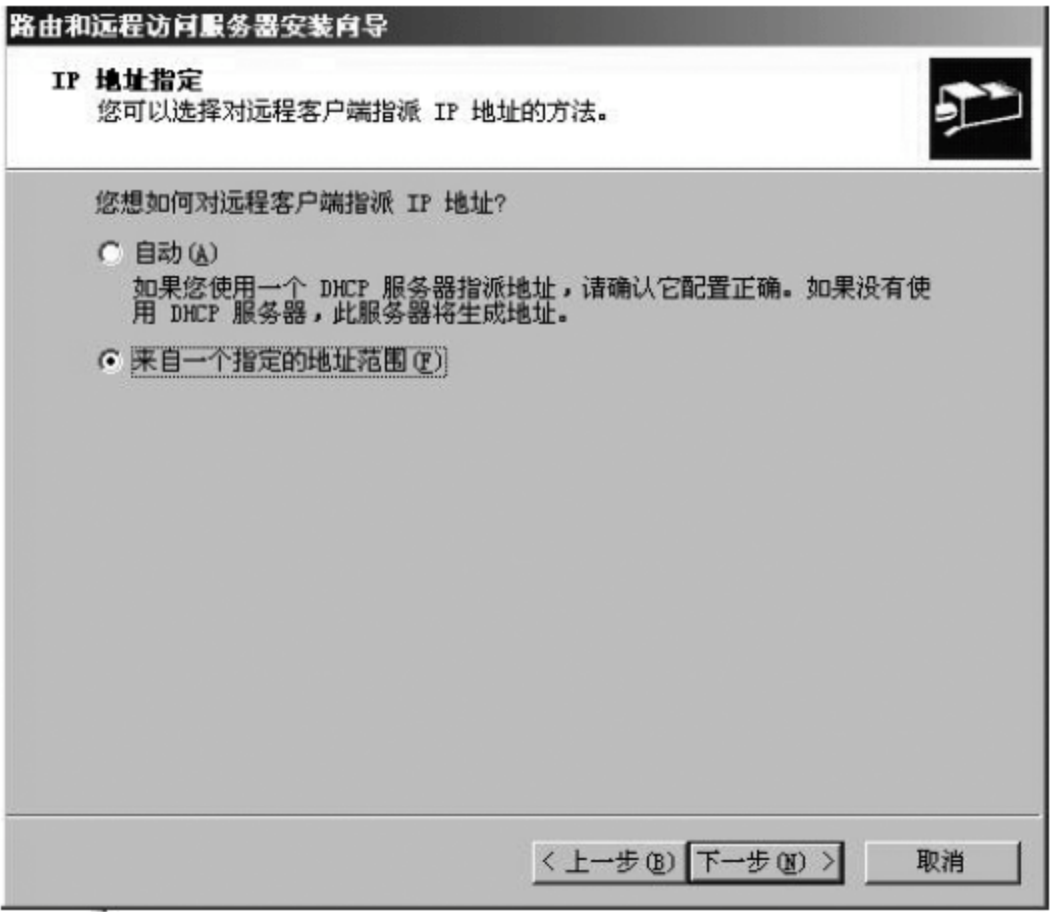 路由和远程访问服务器安装向导
IP 地址指定
您可以选择对远程客户端指派 IP 地址的方法。
您想如何对远程客户端指派 IP 地址?
自动(A)
如果您使用一个 DHCP 服务器指派地址，请确认它配置正确。如果没有使
用 DHCP 服务器，此服务器将生成地址。
来自一个指定的地址范围(F)
< 上一步(B) 下一步(N) > 取消